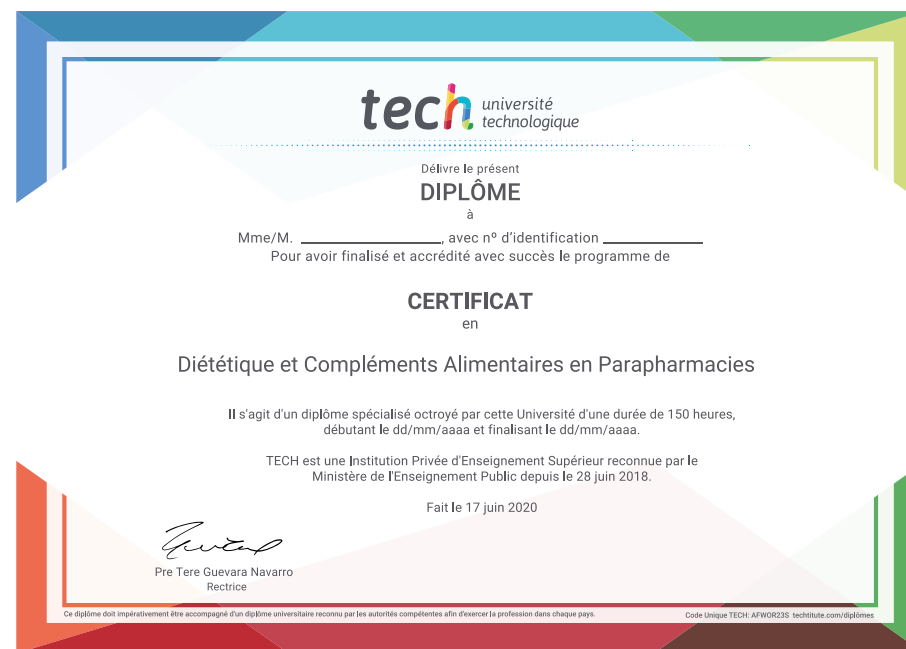 tech université
technologique
Délivre le présent
DIPLÔME
à
Mme/M. ____________________, avec nº d'identification ______________
Pour avoir finalisé et accrédité avec succès le programme de
CERTIFICAT
en
Diététique et Compléments Alimentaires en Parapharmacies
Il s'agit d'un diplôme spécialisé octroyé par cette Université d'une durée de 150 heures,
débutant le dd/mm/aaaa et finalisant le dd/mm/aaaa.
TECH est une Institution Privée d'Enseignement Supérieur reconnue par le
Ministère de l'Enseignement Public depuis le 28 juin 2018.
Fait le 17 juin 2020
Pre Tere Guevara Navarro
Rectrice
Ce diplôme doit impérativement être accompagné d'un diplôme universitaire reconnu par les autorités compétentes afin d'exercer la profession dans chaque pays.
Code Unique TECH: AFWOR23S techtitute.com/diplômes